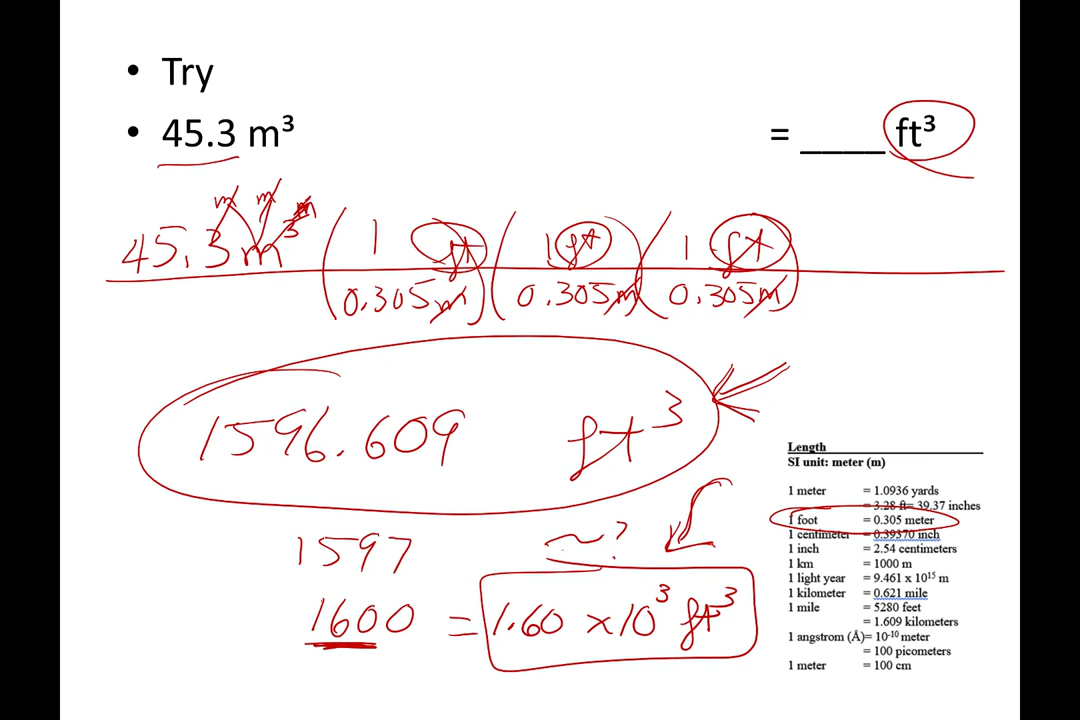 • Try
• 45.3 m³ = ____ ft³
m m m
45.3 m³ ( 1 ft / 0.305 m ) ( 1 ft / 0.305 m ) ( 1 ft / 0.305 m )
1596.609 ft³
1597 ~?
1600 = 1.60 x 10³ ft³
Length
SI unit: meter (m)
1 meter = 1.0936 yards
= 3.28 ft= 39.37 inches
1 foot = 0.305 meter
1 centimeter = 0.39370 inch
1 inch = 2.54 centimeters
1 km = 1000 m
1 light year = 9.461 x 10¹⁵ m
1 kilometer = 0.621 mile
1 mile = 5280 feet
= 1.609 kilometers
1 angstrom (Å)= 10⁻¹⁰ meter
= 100 picometers
1 meter = 100 cm